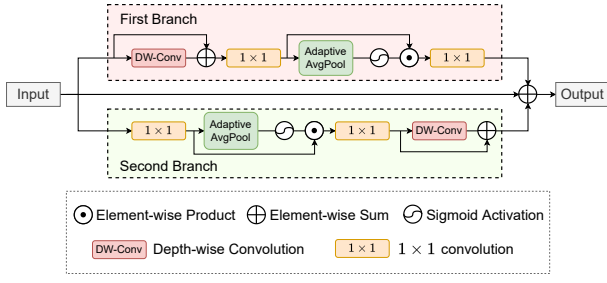 First Branch
DW-Conv
1 × 1
Adaptive
AvgPool
1 × 1
Input
Output
1 × 1
Adaptive
AvgPool
1 × 1
DW-Conv
Second Branch
Element-wise Product
Element-wise Sum
Sigmoid Activation
DW-Conv Depth-wise Convolution
1 × 1 1 × 1 convolution